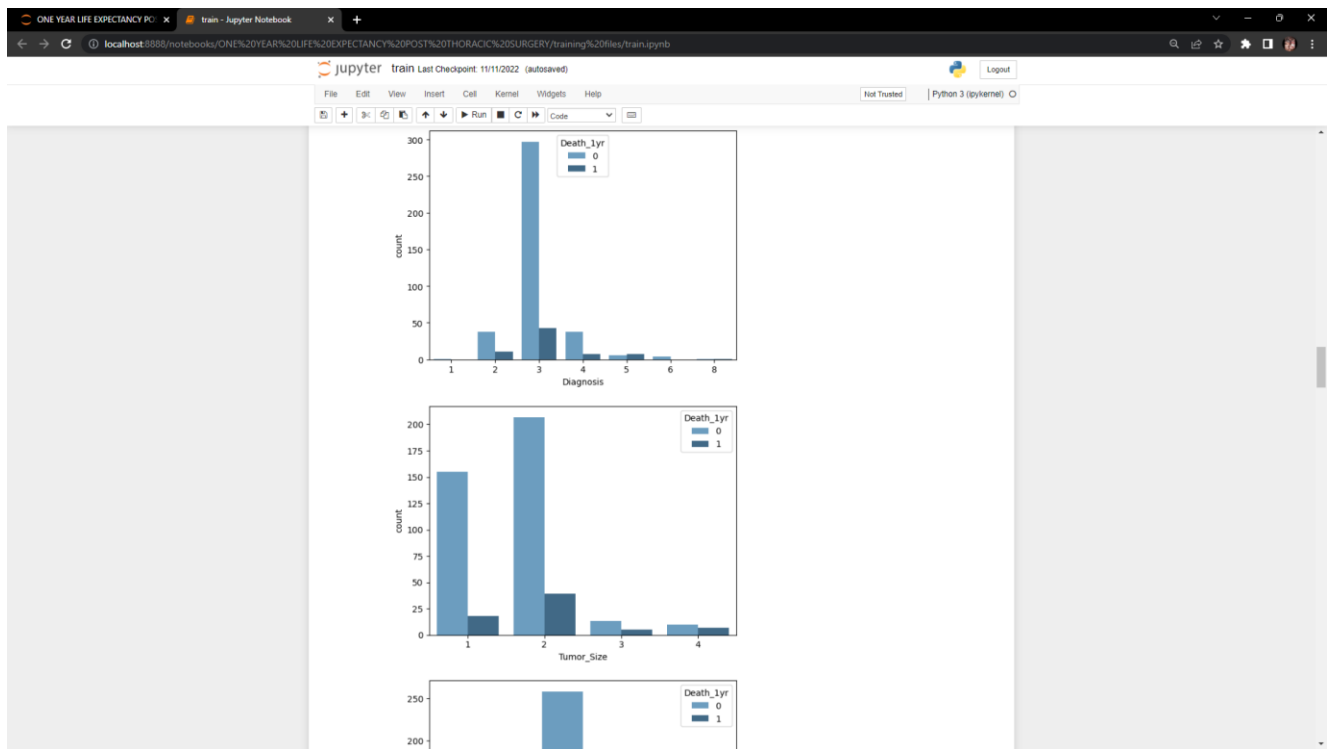 ONE YEAR LIFE EXPECTANCY PO
train - Jupyter Notebook
localhost:8888/notebooks/ONE%20YEAR%20LIFE%20EXPECTANCY%20POST%20THORACIC%20SURGERY/training%20files/train.ipynb
jupyter train Last Checkpoint: 11/11/2022 (autosaved)
Logout
File Edit View Insert Cell Kernel Widgets Help
Not Trusted
Python 3 (ipykernel)
Run
Code
300
250
200
150
100
50
0
count
Death_1yr
0
1
1 2 3 4 5 6 8
Diagnosis
200
175
150
125
100
75
50
25
0
count
Death_1yr
0
1
1 2 3 4
Tumor_Size
250
200
Death_1yr
0
1